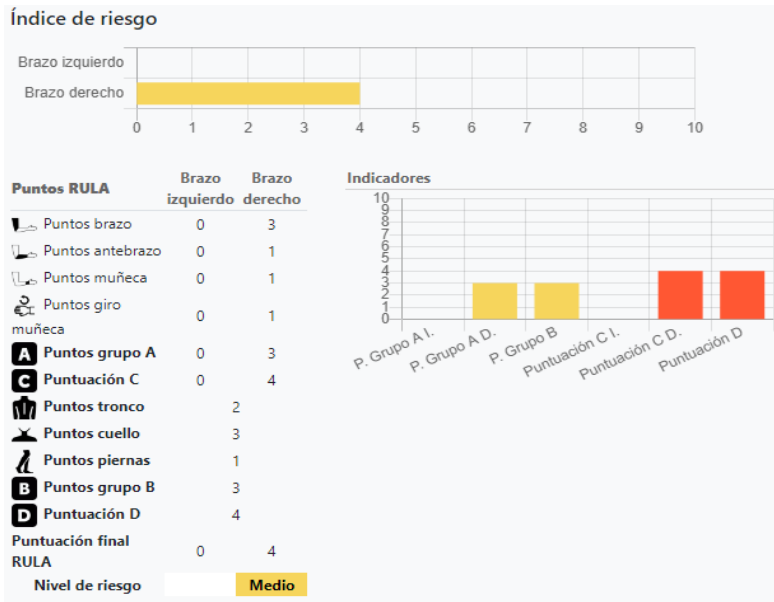 Índice de riesgo
Brazo izquierdo
Brazo derecho
0 1 2 3 4 5 6 7 8 9 10
Puntos RULA
Brazo izquierdo
Brazo derecho
Puntos brazo 0 3
Puntos antebrazo 0 1
Puntos muñeca 0 1
Puntos giro muñeca 0 1
A Puntos grupo A 0 3
C Puntuación C 0 4
Puntos tronco 2
Puntos cuello 3
Puntos piernas 1
B Puntos grupo B 3
D Puntuación D 4
Puntuación final RULA 0 4
Nivel de riesgo Medio
Indicadores
10
9
8
7
6
5
4
3
2
1
0
P. Grupo A I.
P. Grupo A D.
P. Grupo B
Puntuación C I.
Puntuación C D.
Puntuación D